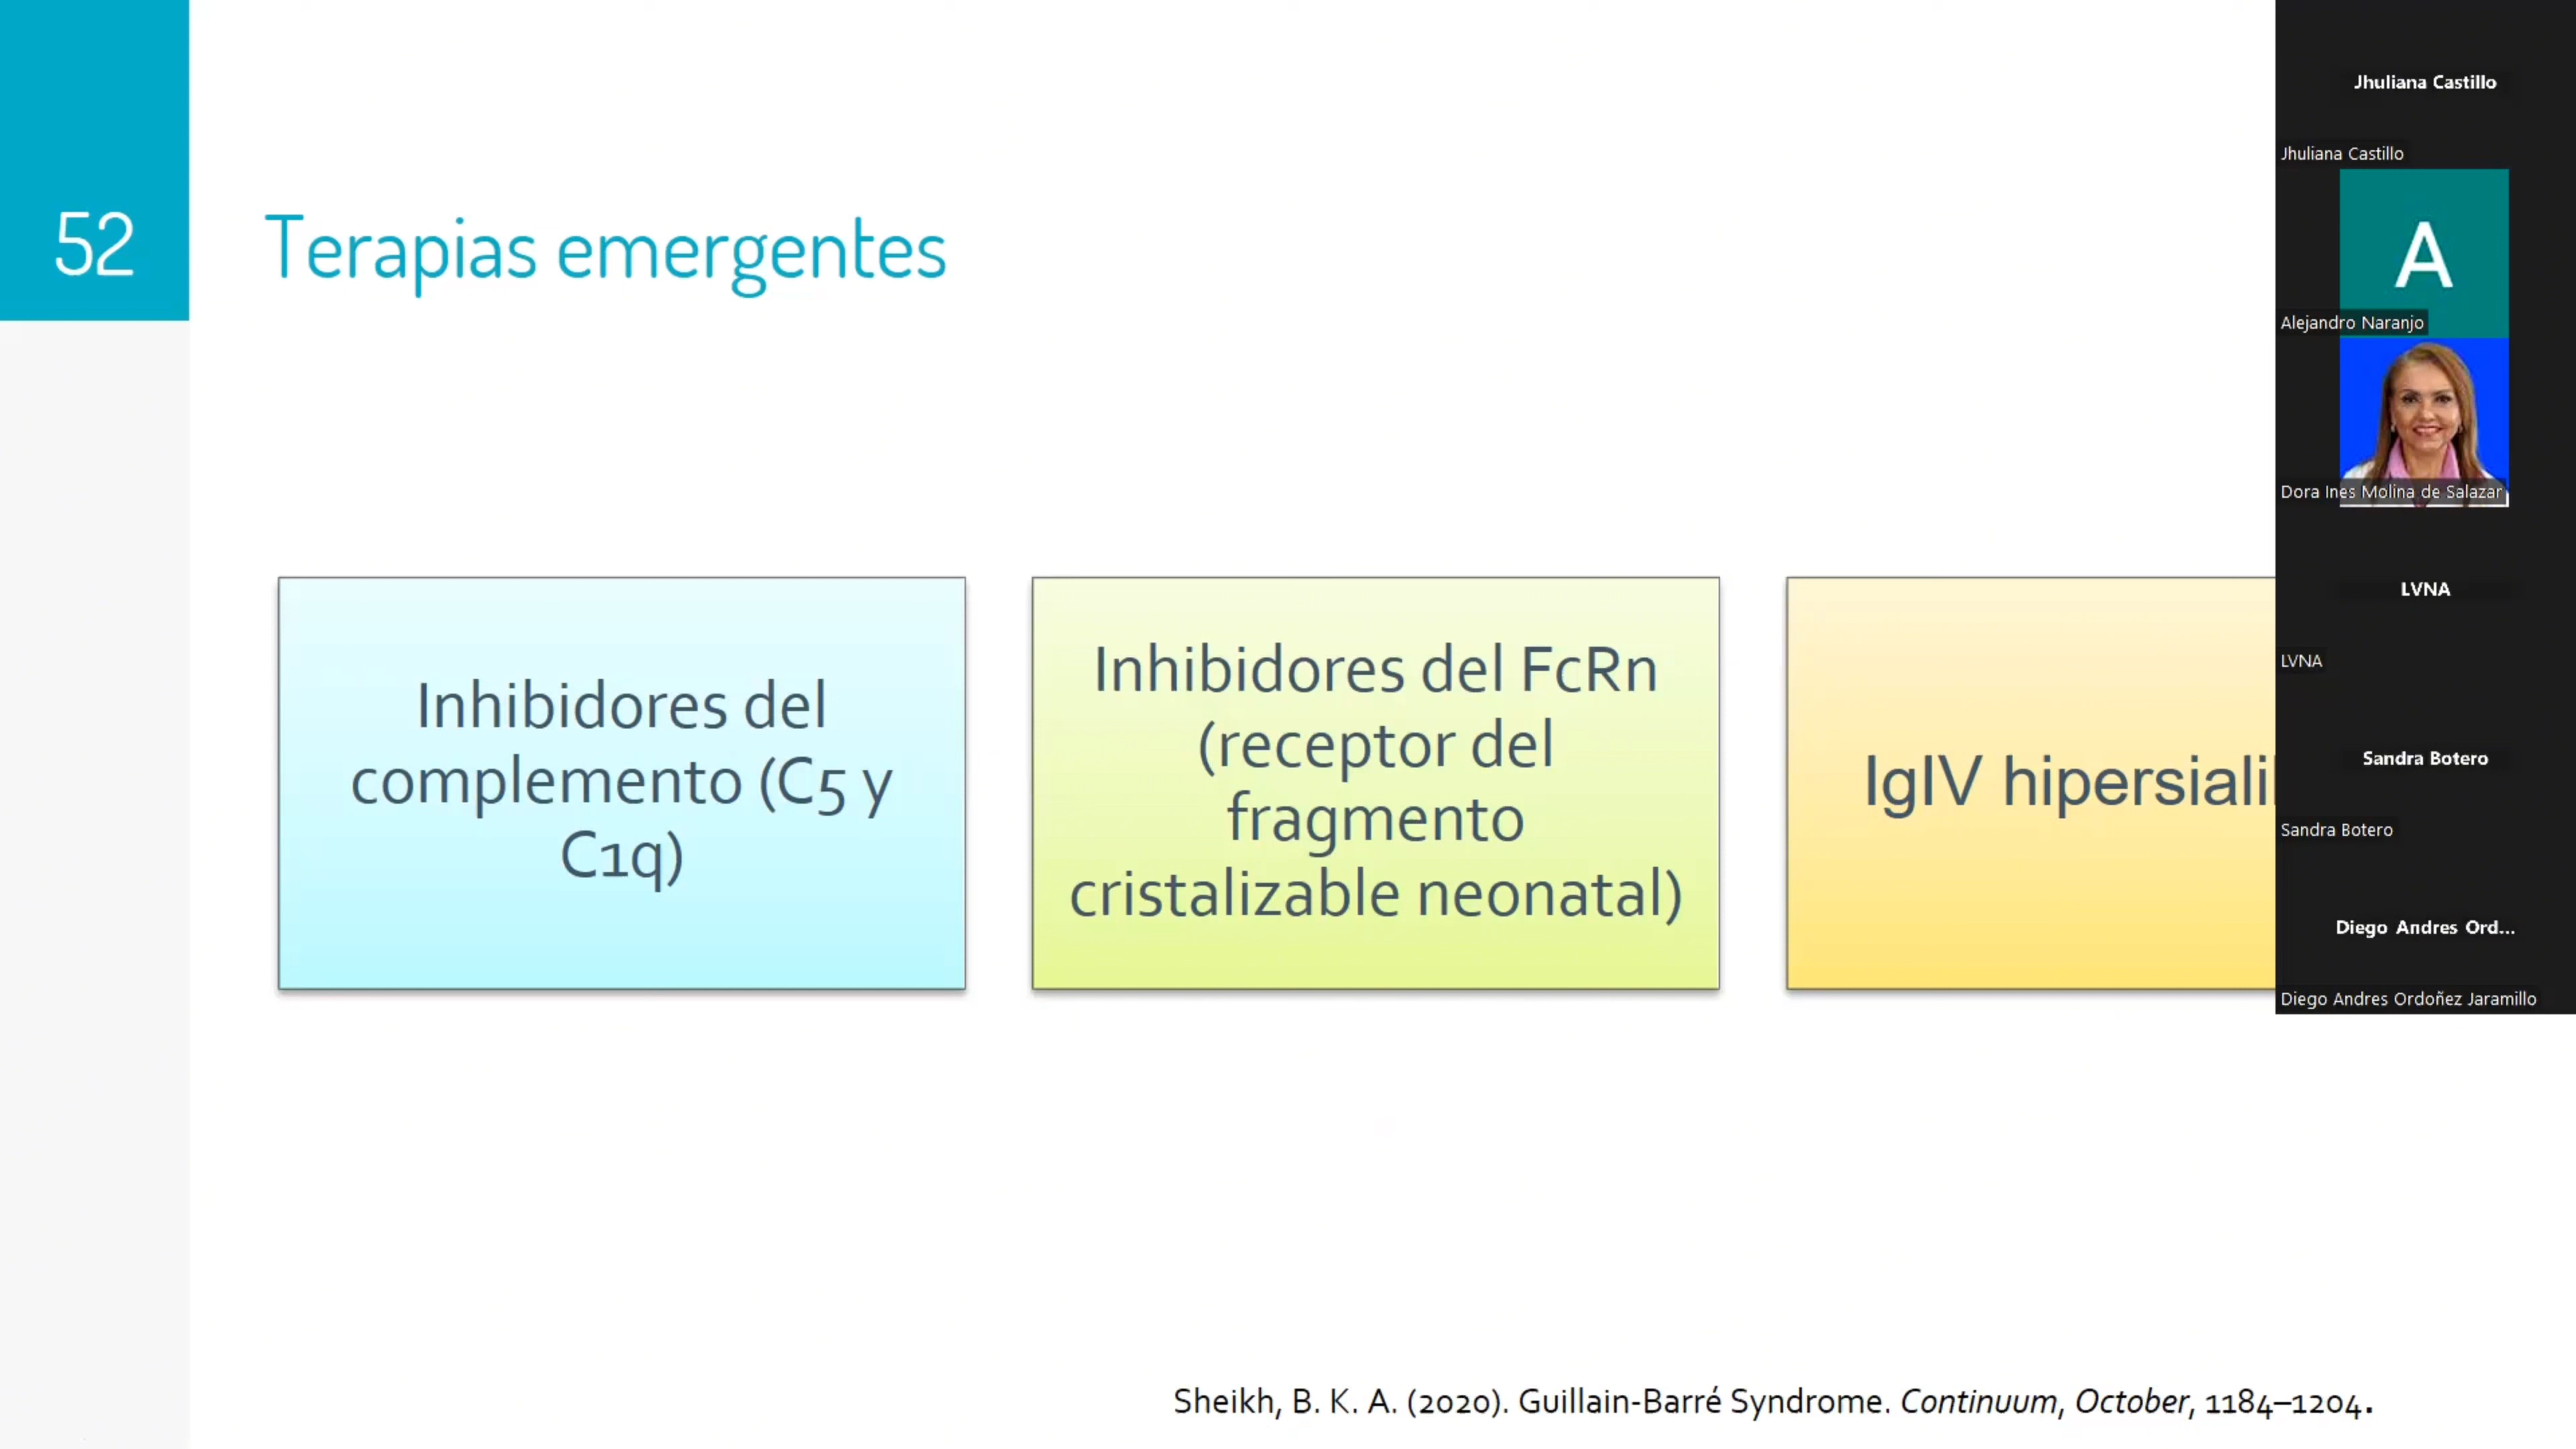 52
Terapias emergentes
Inhibidores del
complemento (C5 y
C1q)
Inhibidores del FcRn
(receptor del
fragmento
cristalizable neonatal)
IgIV hipersiali
Sheikh, B. K. A. (2020). Guillain-Barré Syndrome. Continuum, October, 1184–1204.
Jhuliana Castillo
Jhuliana Castillo
A
Alejandro Naranjo
Dora Ines Molina de Salazar
LVNA
LVNA
Sandra Botero
Sandra Botero
Diego Andres Ord...
Diego Andres Ordoñez Jaramillo